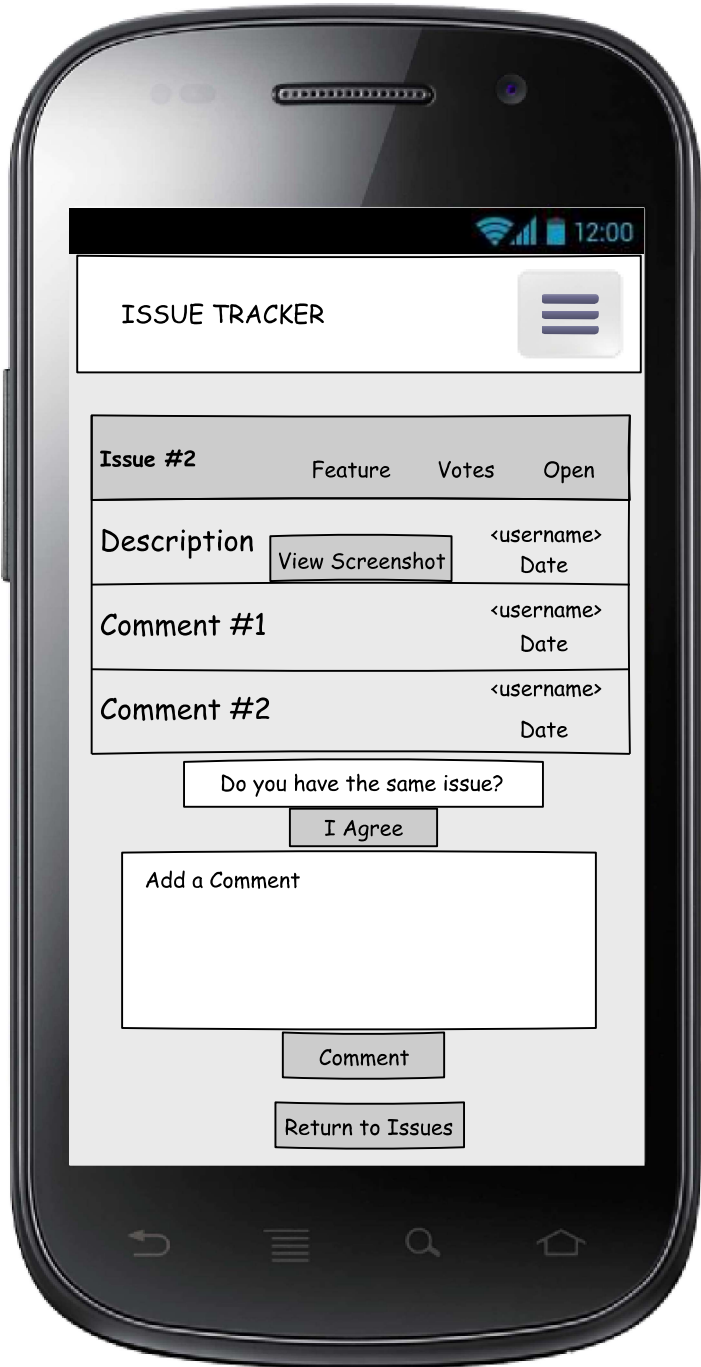 12:00
ISSUE TRACKER
Issue #2 Feature Votes Open
Description View Screenshot <username>
Date
Comment #1 <username>
Date
Comment #2 <username>
Date
Do you have the same issue?
I Agree
Add a Comment
Comment
Return to Issues